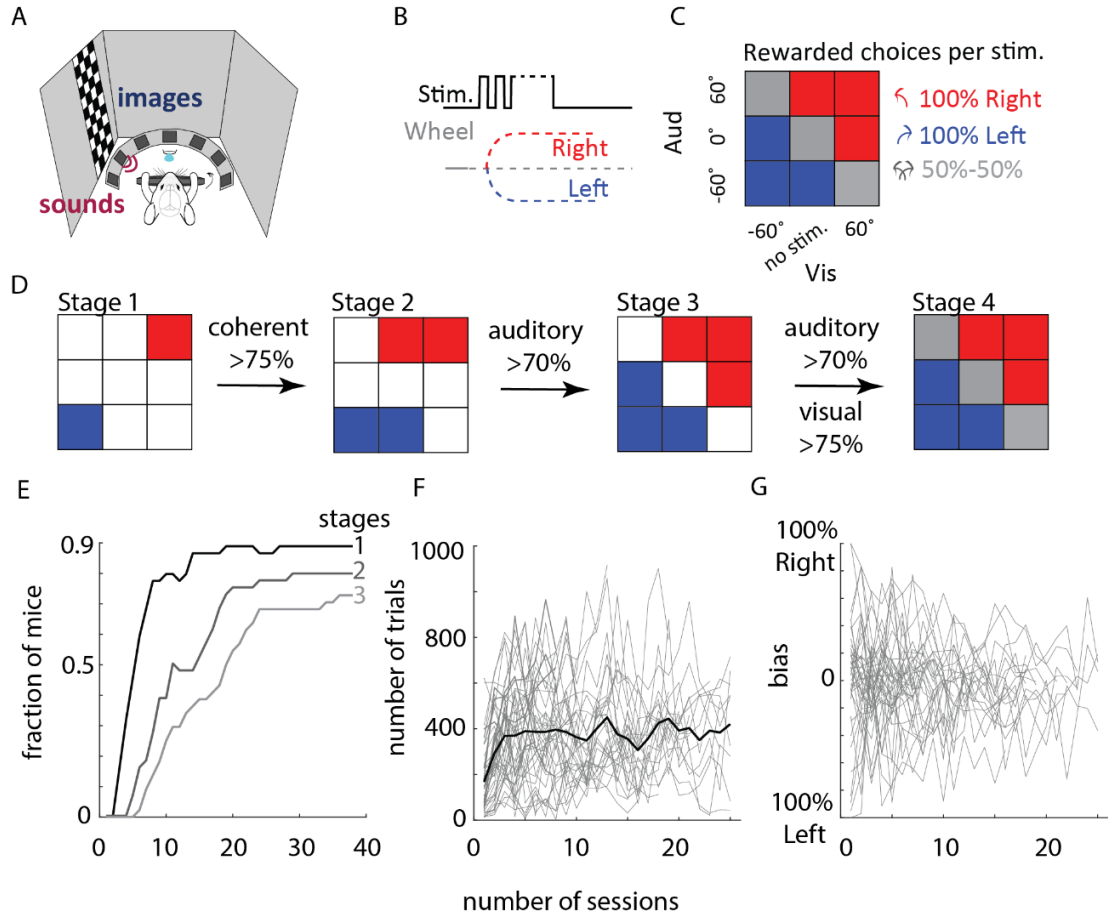 A
images
sounds
B
Stim.
Wheel
Right
Left
C
Rewarded choices per stim.
Aud
60˚
0˚
-60˚
-60˚
no stim.
60˚
Vis
100% Right
100% Left
50%-50%
D
Stage 1
coherent
>75%
Stage 2
auditory
>70%
Stage 3
auditory
>70%
visual
>75%
Stage 4
E
stages
1
2
3
fraction of mice
0.9
0.5
0
0
10
20
30
40
F
number of trials
1000
800
400
0
0
10
20
G
100%
Right
bias
0
100%
Left
0
10
20
number of sessions